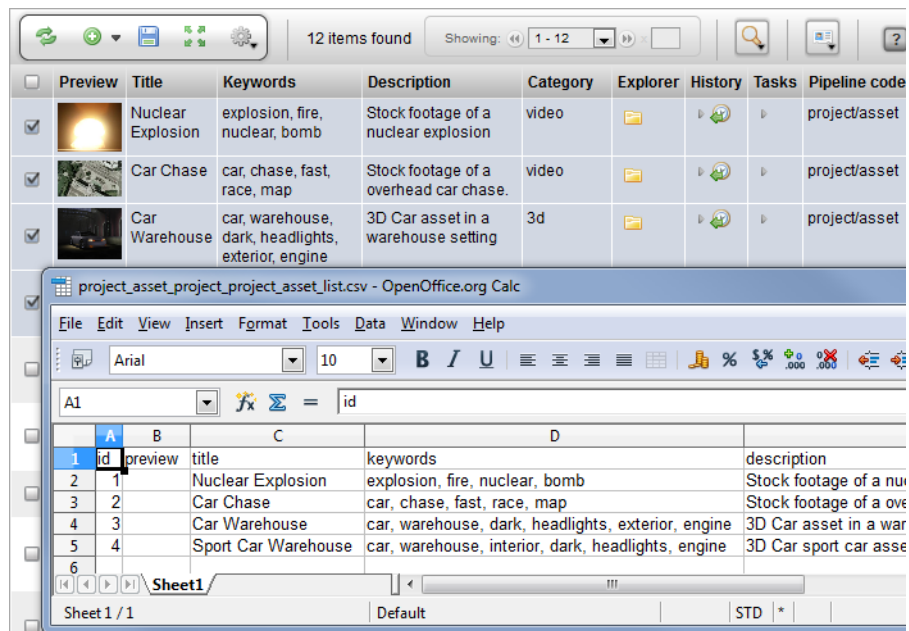 12 items found Showing: 1 - 12 x ?
Preview Title Keywords Description Category Explorer History Tasks Pipeline code
Nuclear Explosion explosion, fire, nuclear, bomb Stock footage of a nuclear explosion video project/asset
Car Chase car, chase, fast, race, map Stock footage of a overhead car chase. video project/asset
Car Warehouse car, warehouse, dark, headlights, exterior, engine 3D Car asset in a warehouse setting 3d project/asset
project_asset_project_project_asset_list.csv - OpenOffice.org Calc
File Edit View Insert Format Tools Data Window Help
Arial 10 B I U % $% .000 .000
A1 fx Σ = id
A B C D
1 id preview title keywords description
2 1 Nuclear Explosion explosion, fire, nuclear, bomb Stock footage of a nu
3 2 Car Chase car, chase, fast, race, map Stock footage of a ove
4 3 Car Warehouse car, warehouse, dark, headlights, exterior, engine 3D Car asset in a war
5 4 Sport Car Warehouse car, warehouse, interior, dark, headlights, engine 3D Car sport car asse
6
Sheet1
Sheet 1 / 1 Default STD *